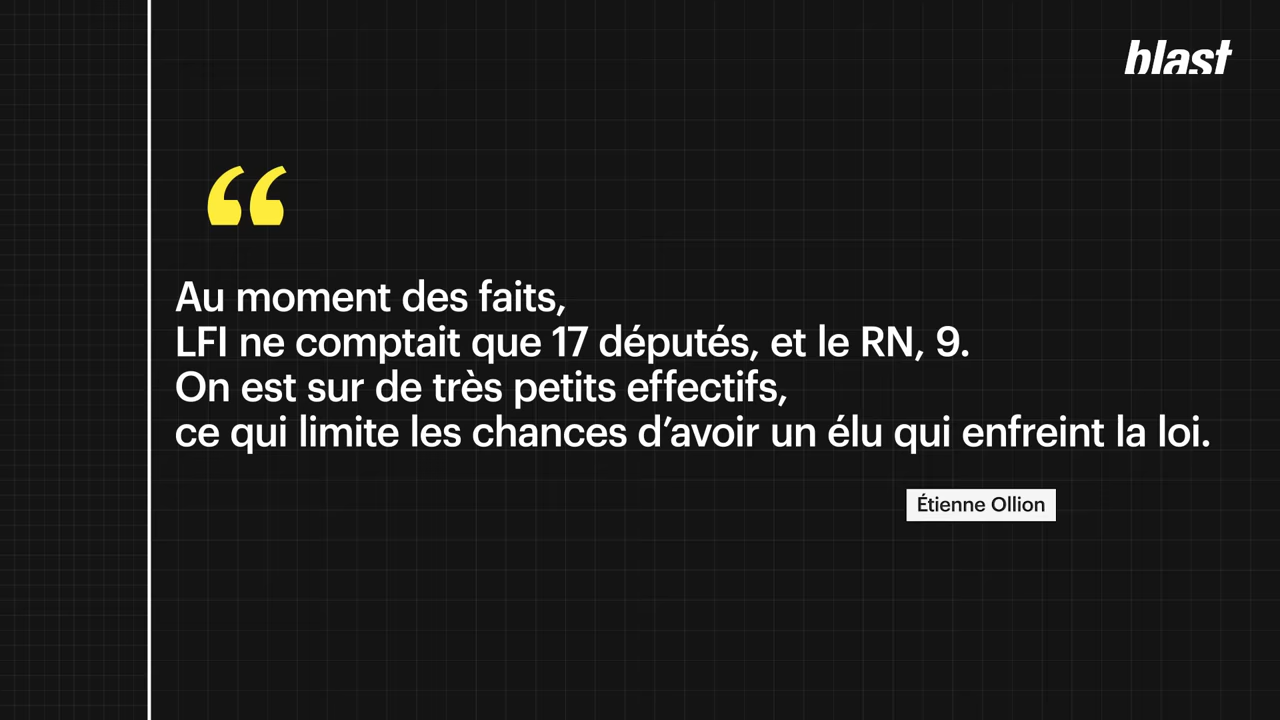 blast
“
Au moment des faits,
LFI ne comptait que 17 députés, et le RN, 9.
On est sur de très petits effectifs,
ce qui limite les chances d’avoir un élu qui enfreint la loi.
Étienne Ollion